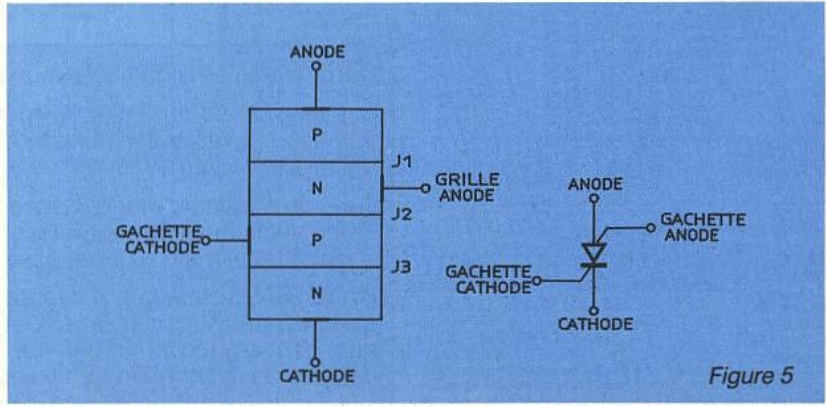 ANODE
P
J1
N
GRILLE
ANODE
J2
GACHETTE
CATHODE
P
J3
N
CATHODE
ANODE
GACHETTE
ANODE
GACHETTE
CATHODE
CATHODE
Figure 5